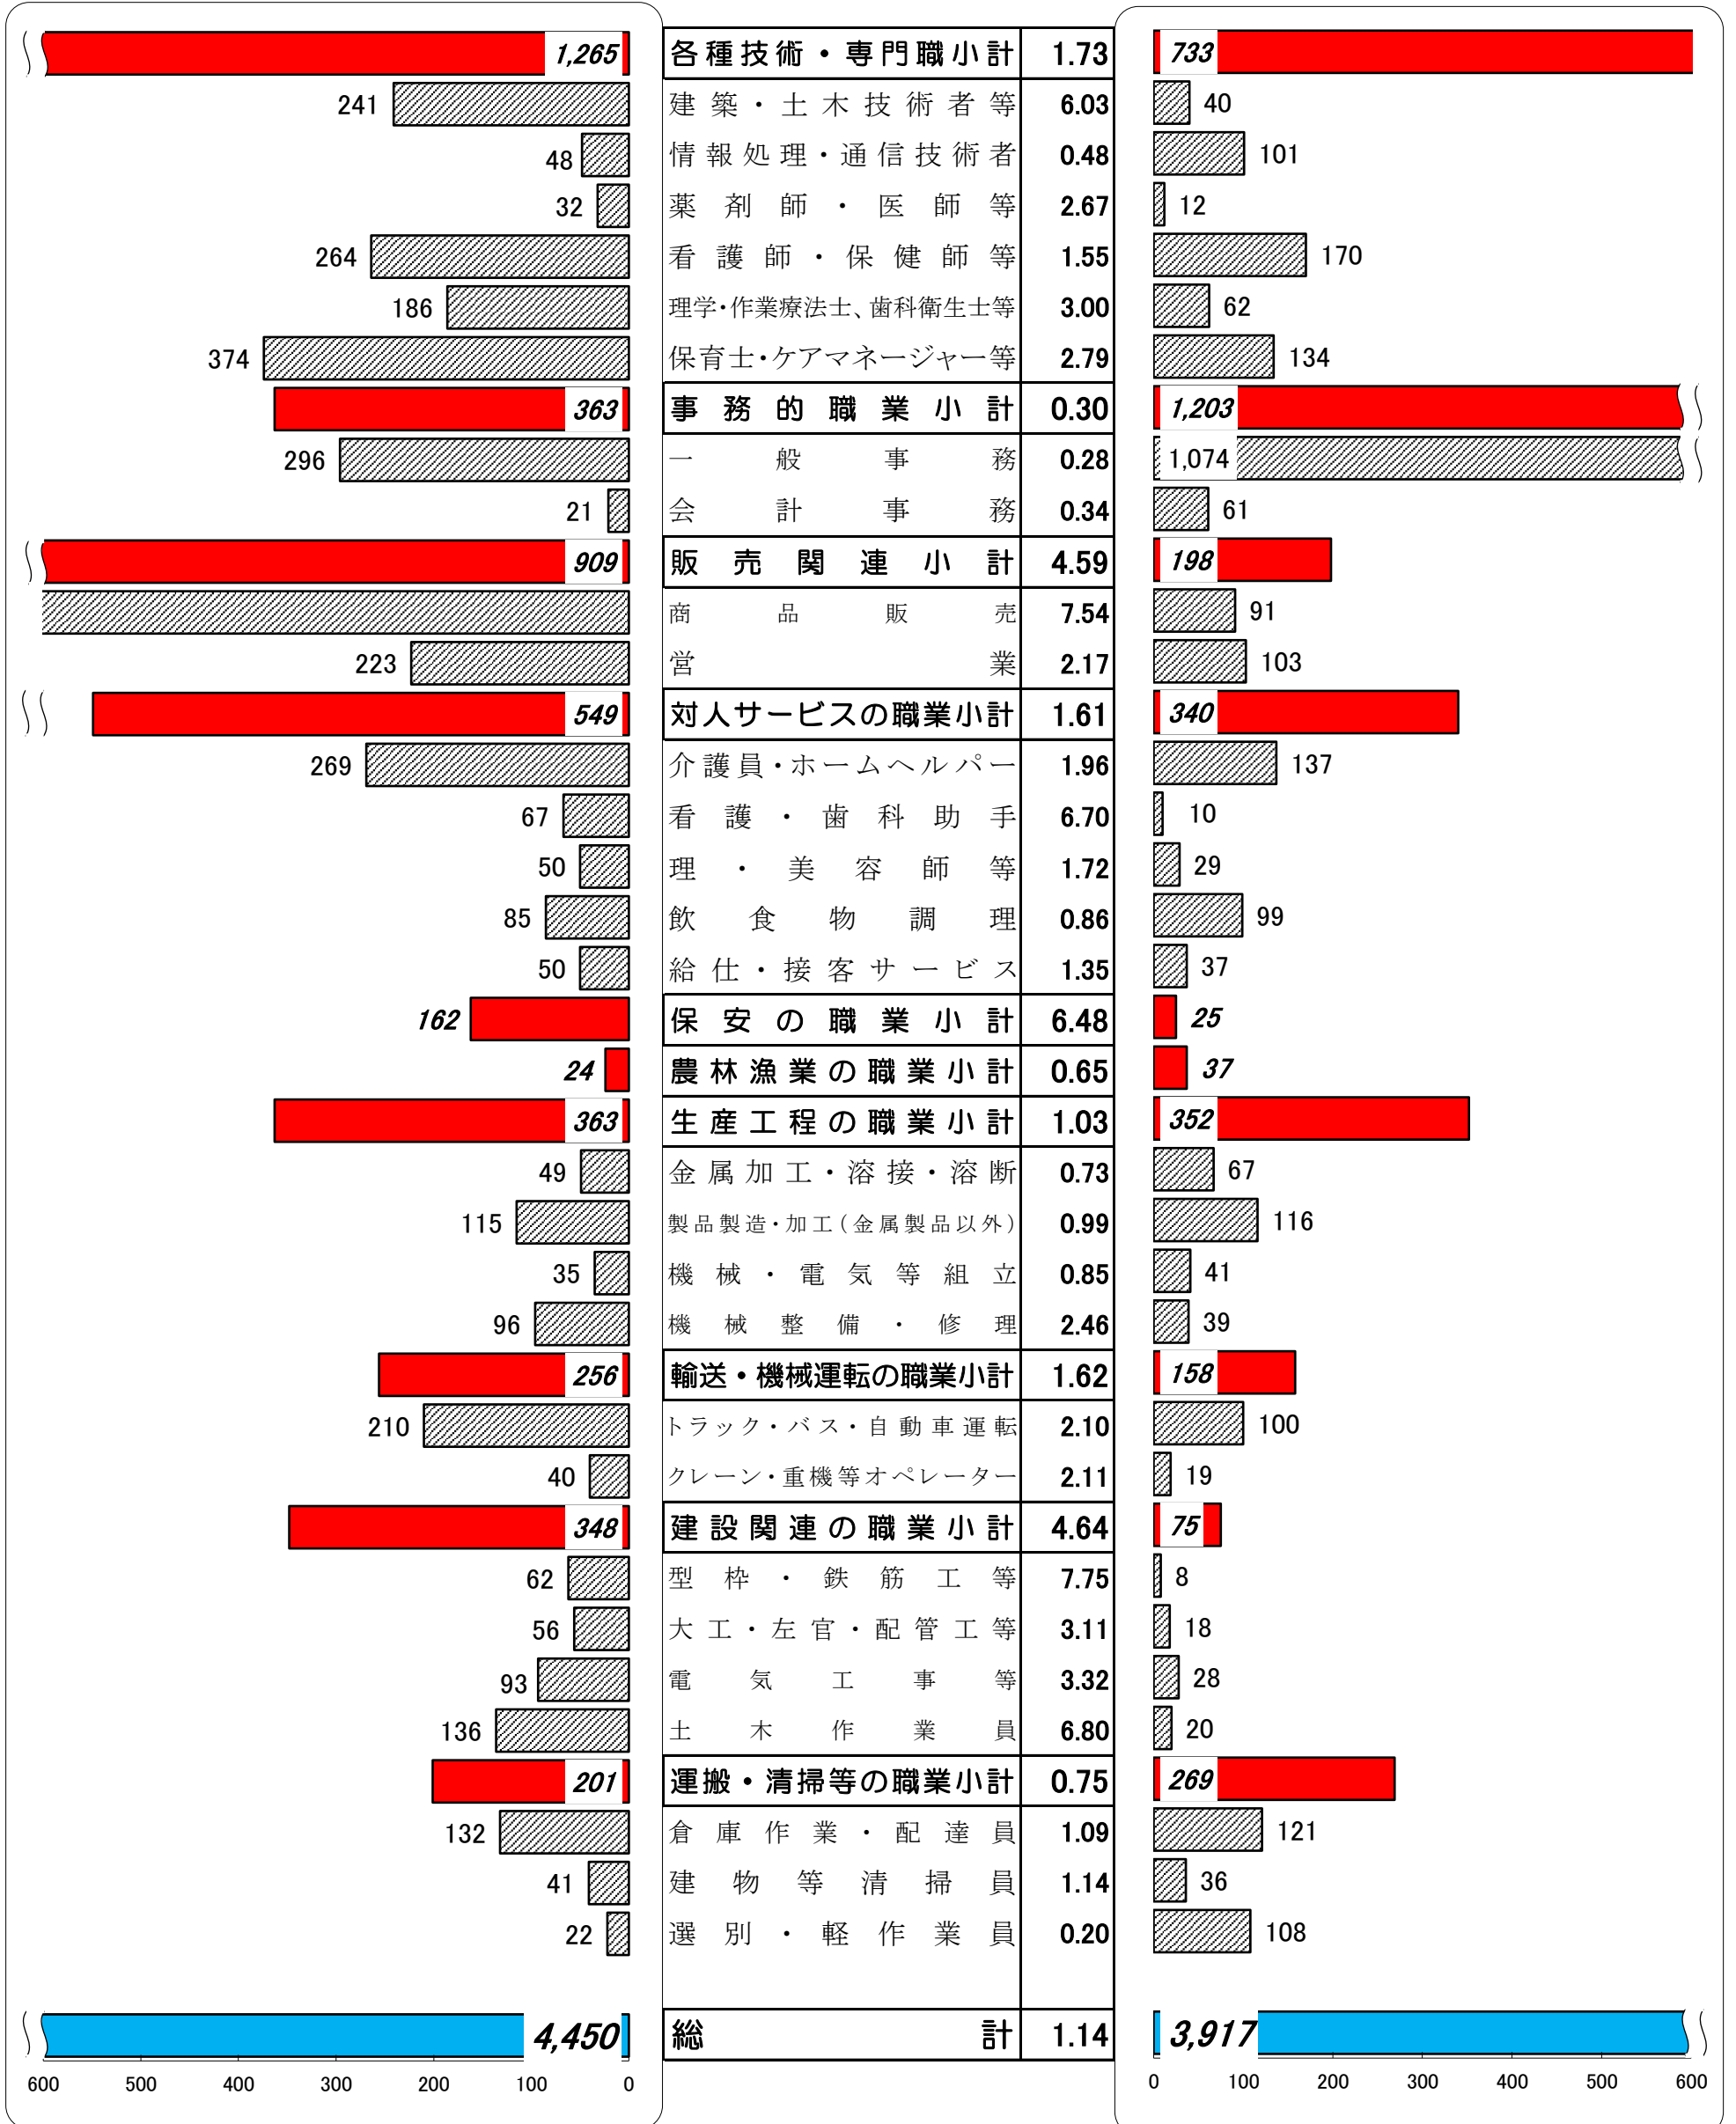 1,265 各種技術・専門職小計 1.73 733
241 建築・土木技術者等 6.03 40
48 情報処理・通信技術者 0.48 101
32 薬剤師・医師等 2.67 12
264 看護師・保健師等 1.55 170
186 理学・作業療法士、歯科衛生士等 3.00 62
374 保育士・ケアマネージャー等 2.79 134
363 事務的職業小計 0.30 1,203
296 一般事務 0.28 1,074
21 会計事務 0.34 61
909 販売関連小計 4.59 198
商品販売 7.54 91
223 営業 2.17 103
549 対人サービスの職業小計 1.61 340
269 介護員・ホームヘルパー 1.96 137
67 看護・歯科助手 6.70 10
50 理・美容師等 1.72 29
85 飲食物調理 0.86 99
50 給仕・接客サービス 1.35 37
162 保安の職業小計 6.48 25
24 農林漁業の職業小計 0.65 37
363 生産工程の職業小計 1.03 352
49 金属加工・溶接・溶断 0.73 67
115 製品製造・加工(金属製品以外) 0.99 116
35 機械・電気等組立 0.85 41
96 機械整備・修理 2.46 39
256 輸送・機械運転の職業小計 1.62 158
210 トラック・バス・自動車運転 2.10 100
40 クレーン・重機等オペレーター 2.11 19
348 建設関連の職業小計 4.64 75
62 型枠・鉄筋工等 7.75 8
56 大工・左官・配管工等 3.11 18
93 電気工事等 3.32 28
136 土木作業員 6.80 20
201 運搬・清掃等の職業小計 0.75 269
132 倉庫作業・配達員 1.09 121
41 建物等清掃員 1.14 36
22 選別・軽作業員 0.20 108
4,450 総計 1.14 3,917
600 500 400 300 200 100 0 0 100 200 300 400 500 600